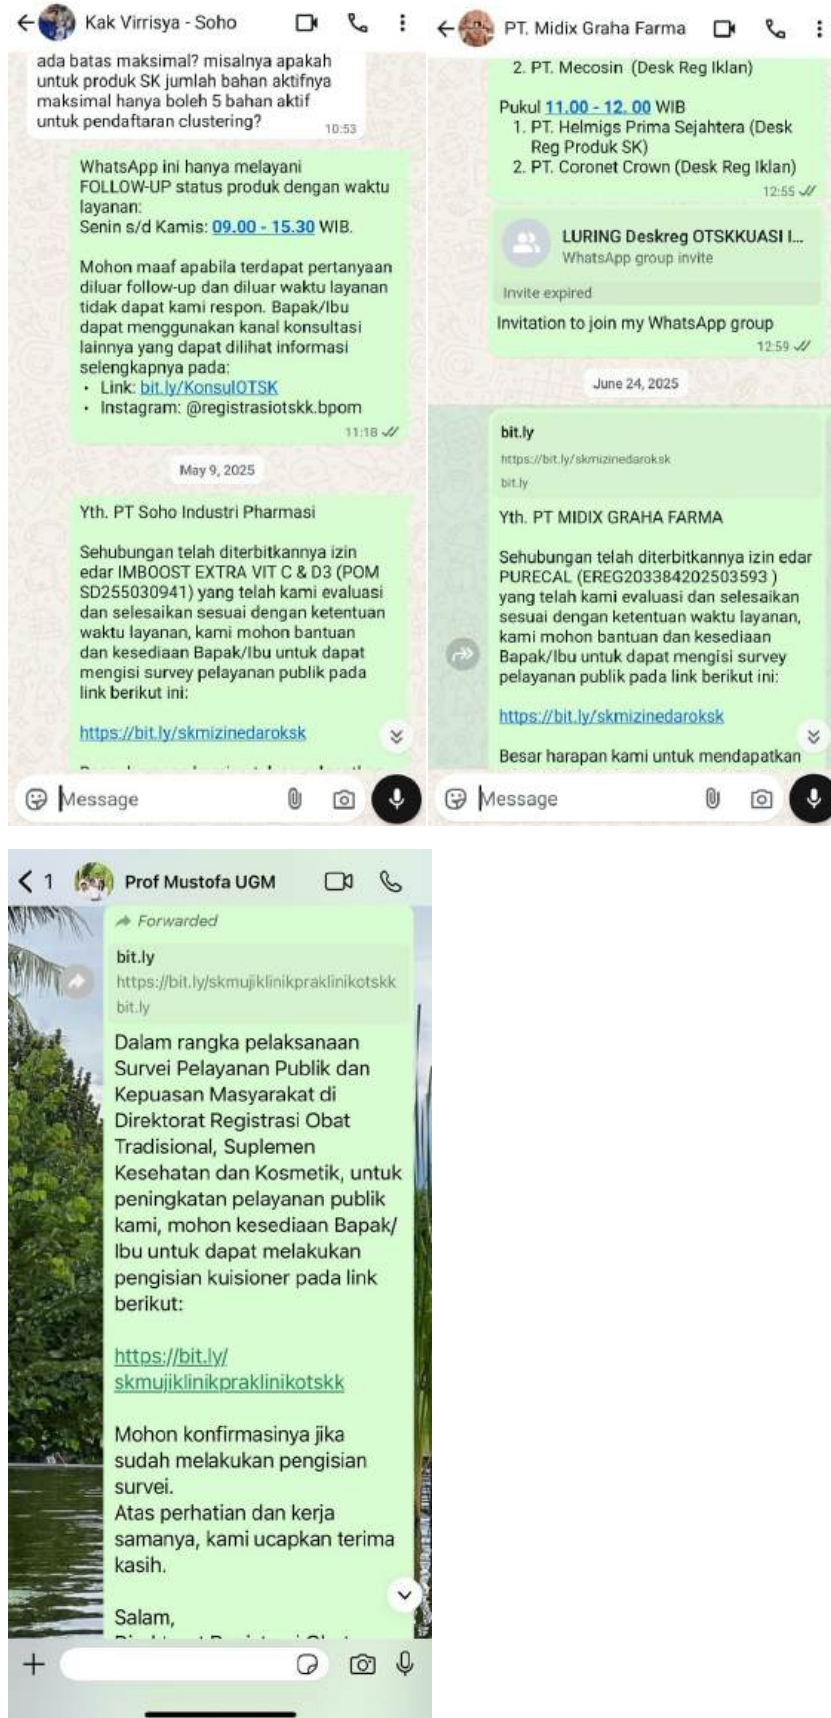 Kak Virrisya - Soho
ada batas maksimal? misalnya apakah
untuk produk SK jumlah bahan aktifnya
maksimal hanya boleh 5 bahan aktif
untuk pendaftaran clustering?
10:53
WhatsApp ini hanya melayani
FOLLOW-UP status produk dengan waktu
layanan:
Senin s/d Kamis: 09.00 - 15.30 WIB.
Mohon maaf apabila terdapat pertanyaan
diluar follow-up dan diluar waktu layanan
tidak dapat kami respon. Bapak/Ibu
dapat menggunakan kanal konsultasi
lainnya yang dapat dilihat informasi
selengkapnya pada:
• Link: bit.ly/KonsulOTSK
• Instagram: @registrasiotskk.bpom
11:18
May 9, 2025
Yth. PT Soho Industri Pharmasi
Sehubungan telah diterbitkannya izin
edar IMBOOST EXTRA VIT C & D3 (POM
SD255030941) yang telah kami evaluasi
dan selesaikan sesuai dengan ketentuan
waktu layanan, kami mohon bantuan
dan kesediaan Bapak/Ibu untuk dapat
mengisi survey pelayanan publik pada
link berikut ini:
https://bit.ly/skmizinedaroksk
Message
PT. Midix Graha Farma
2. PT. Mecosin (Desk Reg Iklan)
Pukul 11.00 - 12. 00 WIB
1. PT. Helmigs Prima Sejahtera (Desk
Reg Produk SK)
2. PT. Coronet Crown (Desk Reg Iklan)
12:55
LURING Deskreg OTSKKUASI I...
WhatsApp group invite
Invite expired
Invitation to join my WhatsApp group
12:59
June 24, 2025
bit.ly
https://bit.ly/skmizinedaroksk
bit.ly
Yth. PT MIDIX GRAHA FARMA
Sehubungan telah diterbitkannya izin edar
PURECAL (EREG203384202503593 )
yang telah kami evaluasi dan selesaikan
sesuai dengan ketentuan waktu layanan,
kami mohon bantuan dan kesediaan
Bapak/Ibu untuk dapat mengisi survey
pelayanan publik pada link berikut ini:
https://bit.ly/skmizinedaroksk
Besar harapan kami untuk mendapatkan
Message
1
Prof Mustofa UGM
Forwarded
bit.ly
https://bit.ly/skmujiklinikpraklinikotskk
bit.ly
Dalam rangka pelaksanaan
Survei Pelayanan Publik dan
Kepuasan Masyarakat di
Direktorat Registrasi Obat
Tradisional, Suplemen
Kesehatan dan Kosmetik, untuk
peningkatan pelayanan publik
kami, mohon kesediaan Bapak/
Ibu untuk dapat melakukan
pengisian kuisioner pada link
berikut:
https://bit.ly/
skmujiklinikpraklinikotskk
Mohon konfirmasinya jika
sudah melakukan pengisian
survei.
Atas perhatian dan kerja
samanya, kami ucapkan terima
kasih.
Salam,